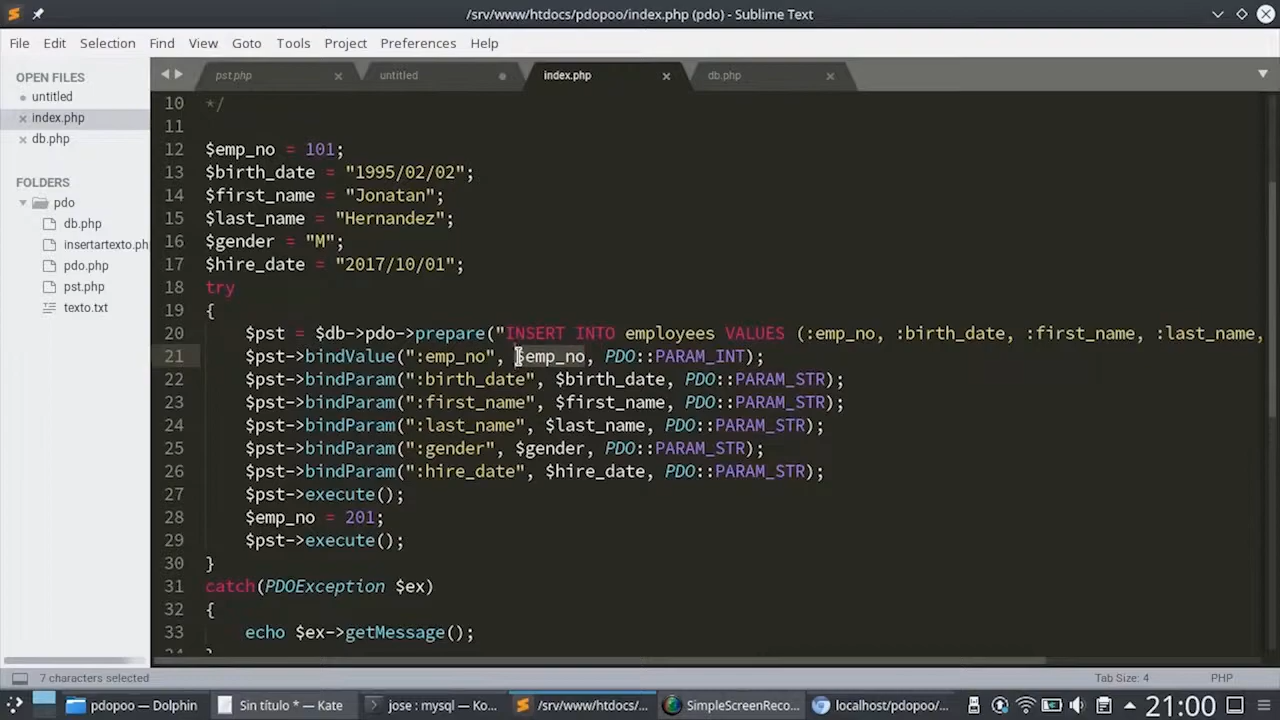 /srv/www/htdocs/pdopoo/index.php (pdo) - Sublime Text
File Edit Selection Find View Goto Tools Project Preferences Help
OPEN FILES
untitled
index.php
db.php
FOLDERS
pdo
db.php
insertartexto.ph
pdo.php
pst.php
texto.txt
pst.php untitled index.php db.php
10 */
11
12 $emp_no = 101;
13 $birth_date = "1995/02/02";
14 $first_name = "Jonatan";
15 $last_name = "Hernandez";
16 $gender = "M";
17 $hire_date = "2017/10/01";
18 try
19 {
20 $pst = $db->pdo->prepare("INSERT INTO employees VALUES (:emp_no, :birth_date, :first_name, :last_name,
21 $pst->bindValue(":emp_no", $emp_no, PDO::PARAM_INT);
22 $pst->bindParam(":birth_date", $birth_date, PDO::PARAM_STR);
23 $pst->bindParam(":first_name", $first_name, PDO::PARAM_STR);
24 $pst->bindParam(":last_name", $last_name, PDO::PARAM_STR);
25 $pst->bindParam(":gender", $gender, PDO::PARAM_STR);
26 $pst->bindParam(":hire_date", $hire_date, PDO::PARAM_STR);
27 $pst->execute();
28 $emp_no = 201;
29 $pst->execute();
30 }
31 catch(PDOException $ex)
32 {
33 echo $ex->getMessage();
7 characters selected Tab Size: 4 PHP
pdopoo — Dolphin Sin título * — Kate jose : mysql — Ko... /srv/www/htdocs/... SimpleScreenReco... localhost/pdopoo/... 21:00